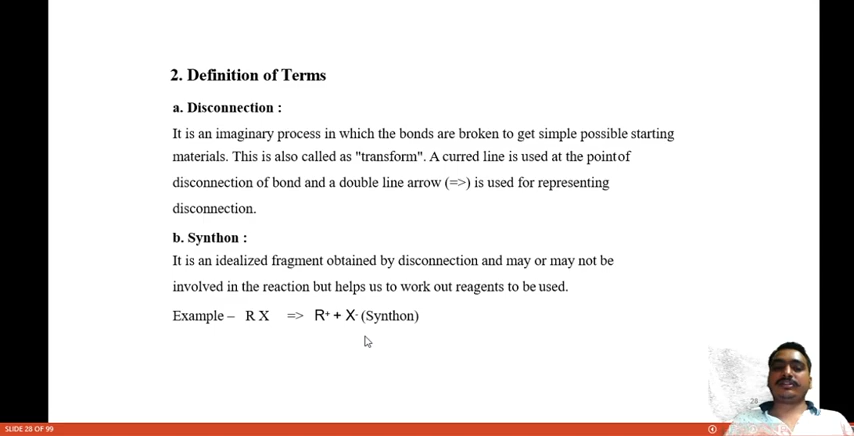 2. Definition of Terms
a. Disconnection :
It is an imaginary process in which the bonds are broken to get simple possible starting
materials. This is also called as "transform". A curred line is used at the point of
disconnection of bond and a double line arrow (=>) is used for representing
disconnection.
b. Synthon :
It is an idealized fragment obtained by disconnection and may or may not be
involved in the reaction but helps us to work out reagents to be used.
Example – R X => R⁺ + X⁻ (Synthon)
28
SLIDE 28 OF 99